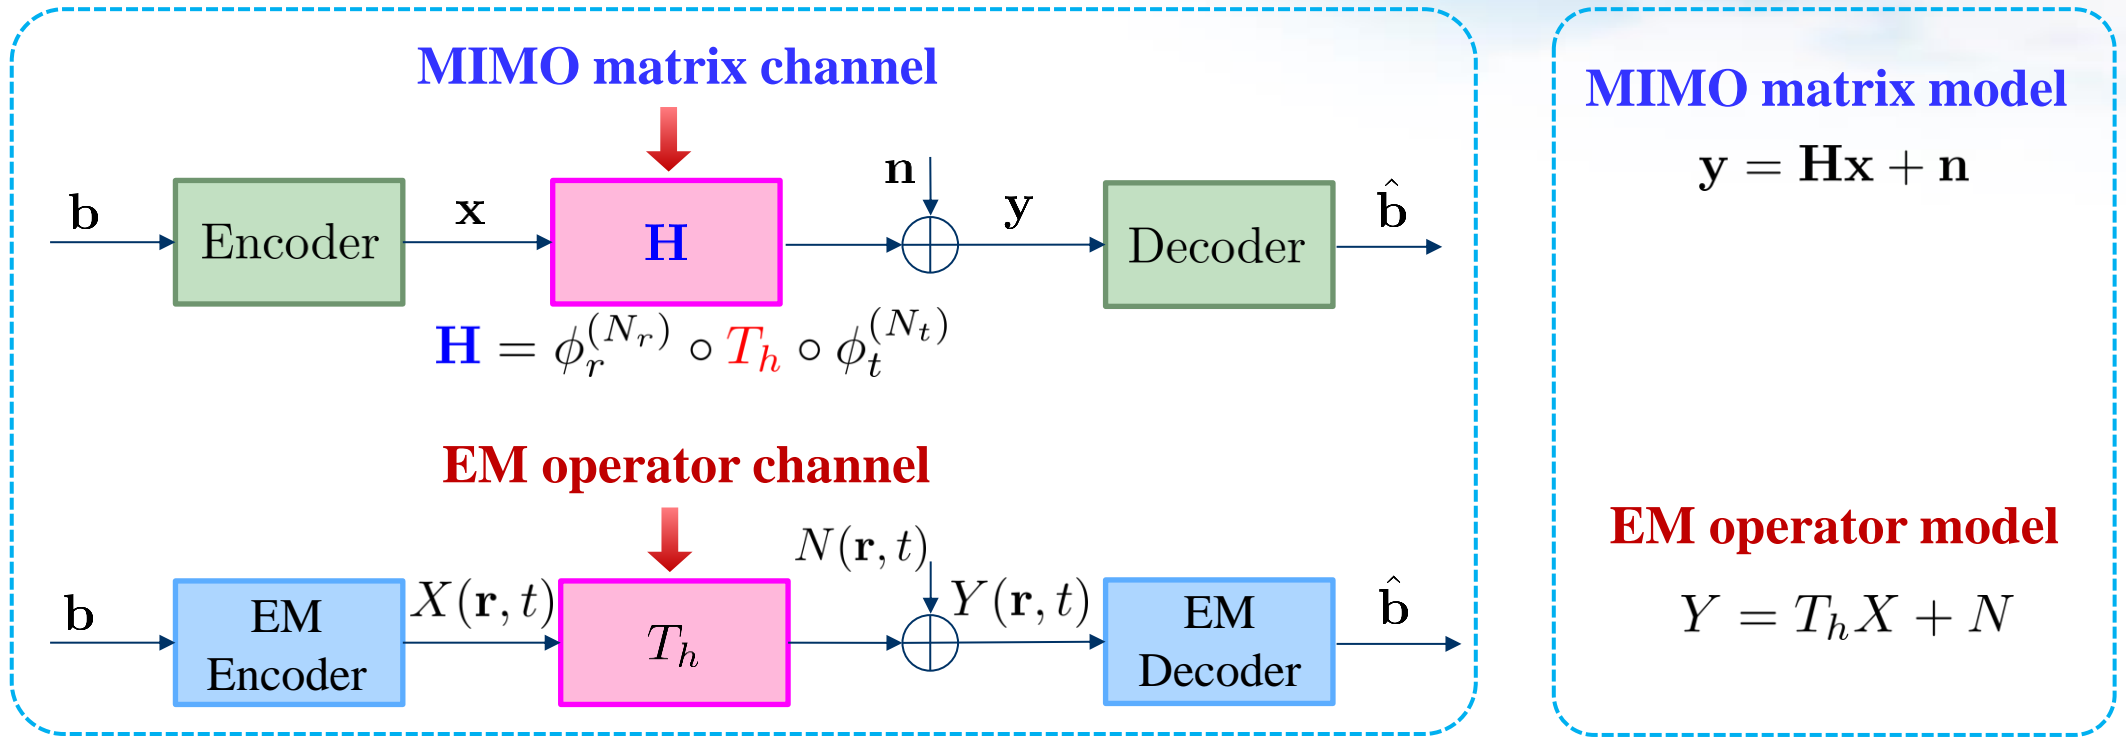 MIMO matrix channel
b
Encoder
x
H
n
y
Decoder
b̂
H = ϕ_r^{(N_r)} ∘ T_h ∘ ϕ_t^{(N_t)}
EM operator channel
b
EM
Encoder
X(r, t)
T_h
N(r, t)
Y(r, t)
EM
Decoder
b̂
MIMO matrix model
y = Hx + n
EM operator model
Y = T_h X + N